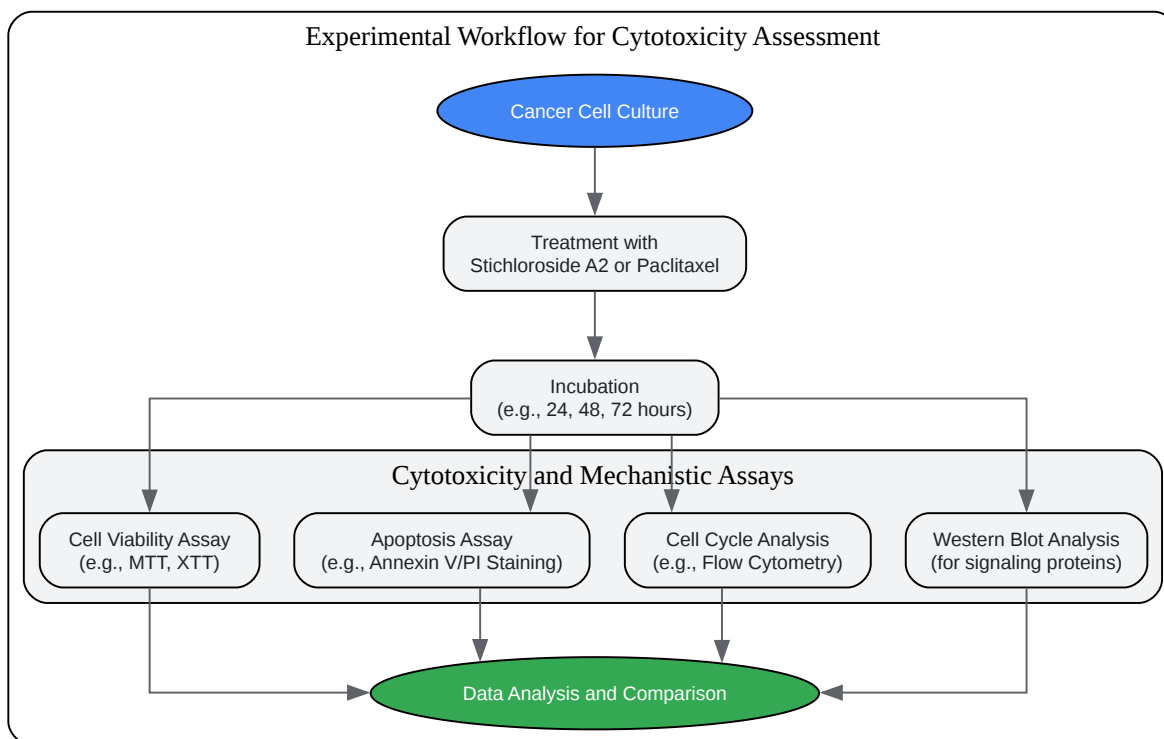 Experimental Workflow for Cytotoxicity Assessment
Cancer Cell Culture
Treatment with
Stichloroside A2 or Paclitaxel
Incubation
(e.g., 24, 48, 72 hours)
Cytotoxicity and Mechanistic Assays
Cell Viability Assay
(e.g., MTT, XTT)
Apoptosis Assay
(e.g., Annexin V/PI Staining)
Cell Cycle Analysis
(e.g., Flow Cytometry)
Western Blot Analysis
(for signaling proteins)
Data Analysis and Comparison